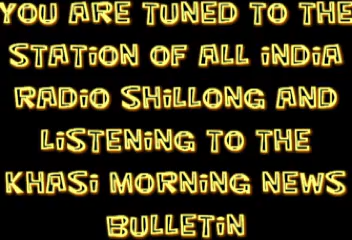 YOU ARE TUNED TO THE
STATiON OF ALL iNDiA
RADiO SHiLLONG AND
LiSTENiNG TO THE
KHASi MORNiNG NEWS
BULLETiN